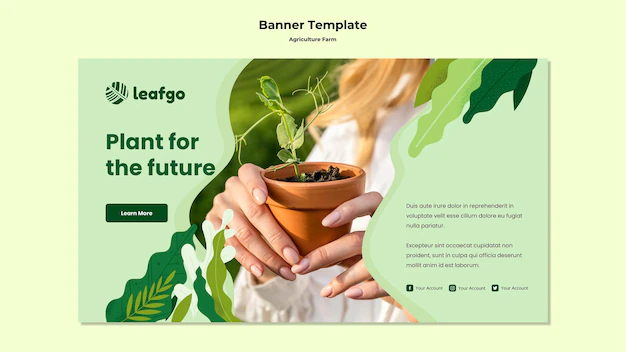 Banner Template
Agriculture Farm
leafgo
Plant for
the future
Learn More
Duis aute irure dolor in reprehenderit in
voluptate velit esse cillum dolore eu fugiat
nulla pariatur.
Excepteur sint occaecat cupidatat non
proident, sunt in culpa qui officia deserunt
mollit anim id est laborum.
Your Account Your Account Your Account